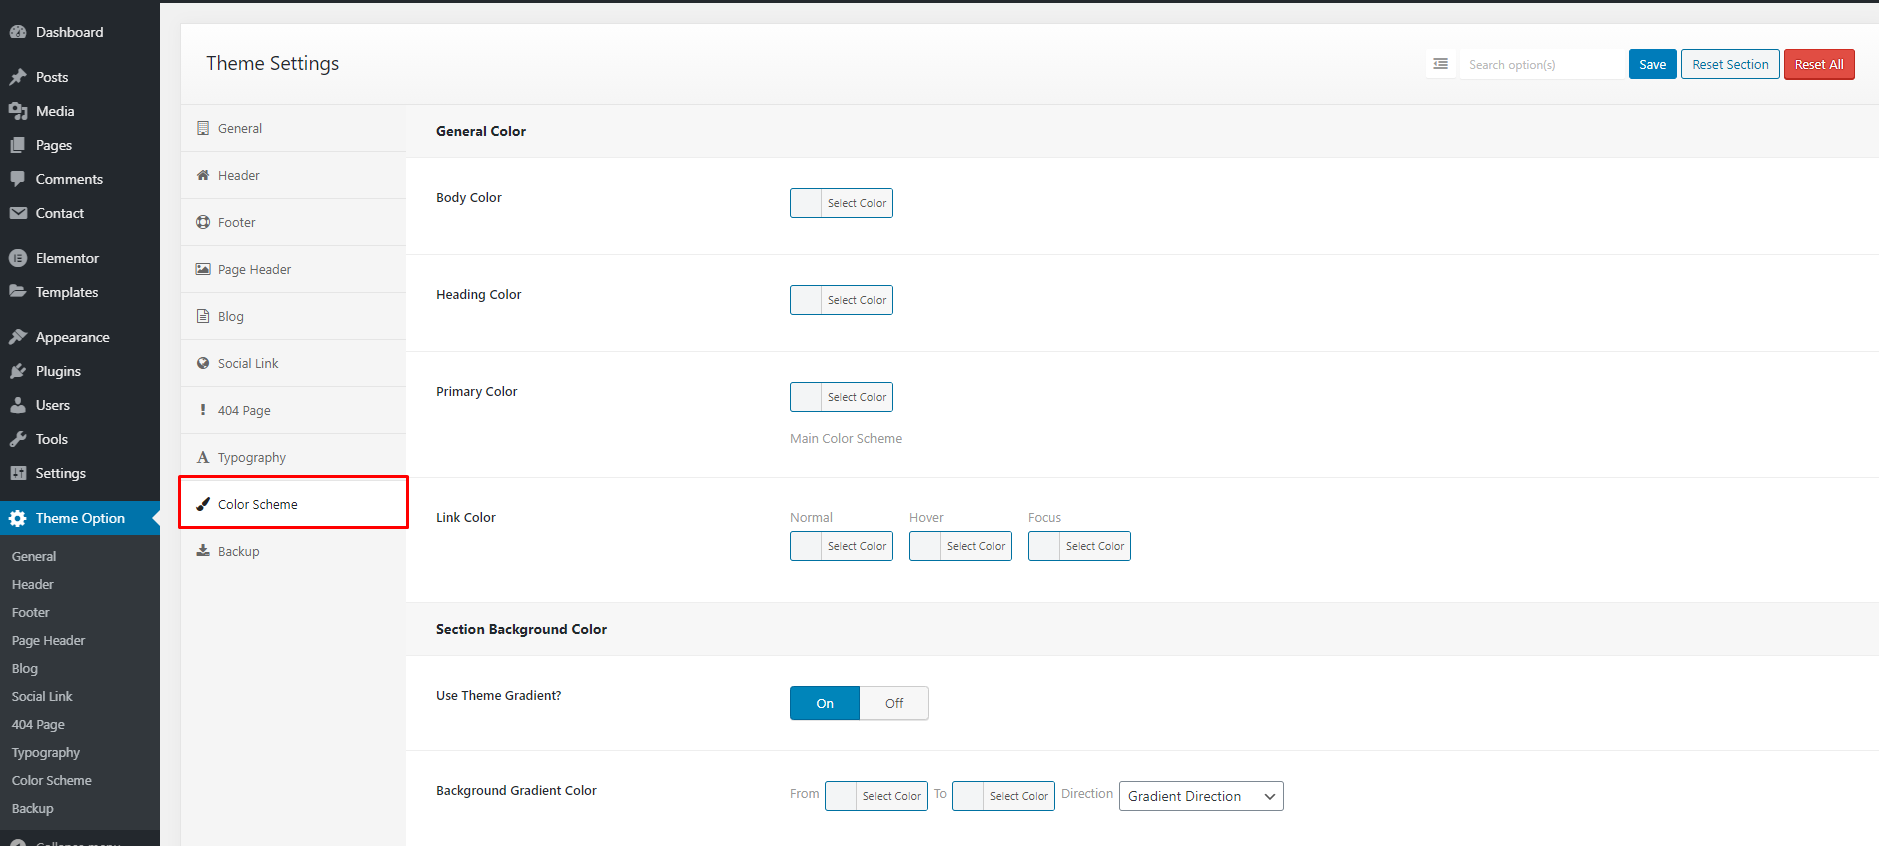 Dashboard
Posts
Media
Pages
Comments
Contact
Elementor
Templates
Appearance
Plugins
Users
Tools
Settings
Theme Option
General
Header
Footer
Page Header
Blog
Social Link
404 Page
Typography
Color Scheme
Backup
Collapse menu
Theme Settings
Search option(s)
Save
Reset Section
Reset All
General
Header
Footer
Page Header
Blog
Social Link
404 Page
Typography
Color Scheme
Backup
General Color
Body Color
Select Color
Heading Color
Select Color
Primary Color
Select Color
Main Color Scheme
Link Color
Normal Hover Focus
Select Color Select Color Select Color
Section Background Color
Use Theme Gradient?
On Off
Background Gradient Color
From Select Color To Select Color Direction Gradient Direction